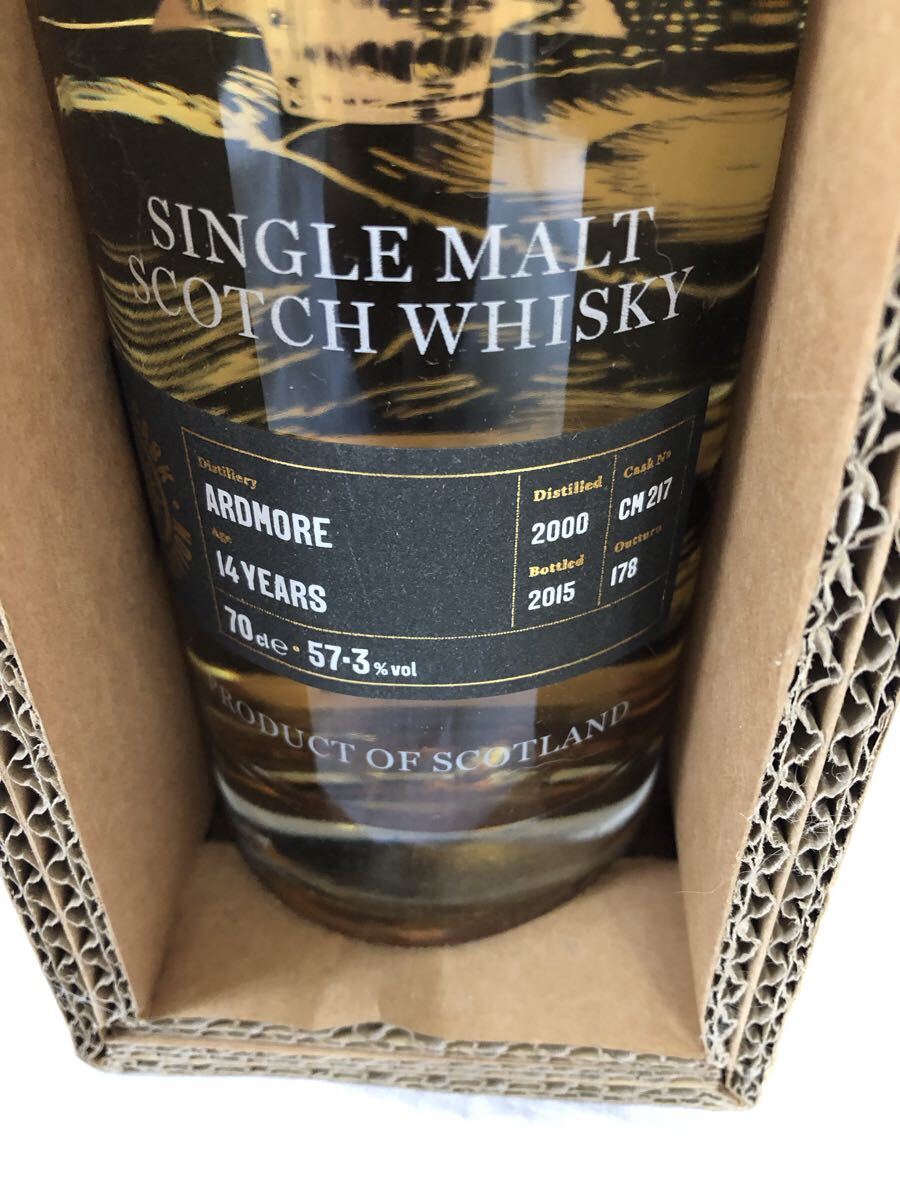 SINGLE MALT
SCOTCH WHISKY
Distillery
ARDMORE
Age
14 YEARS
70 cl e · 57·3 % vol
Distilled
2000
Bottled
2015
Cask No
CM 217
Outturn
178
PRODUCT OF SCOTLAND